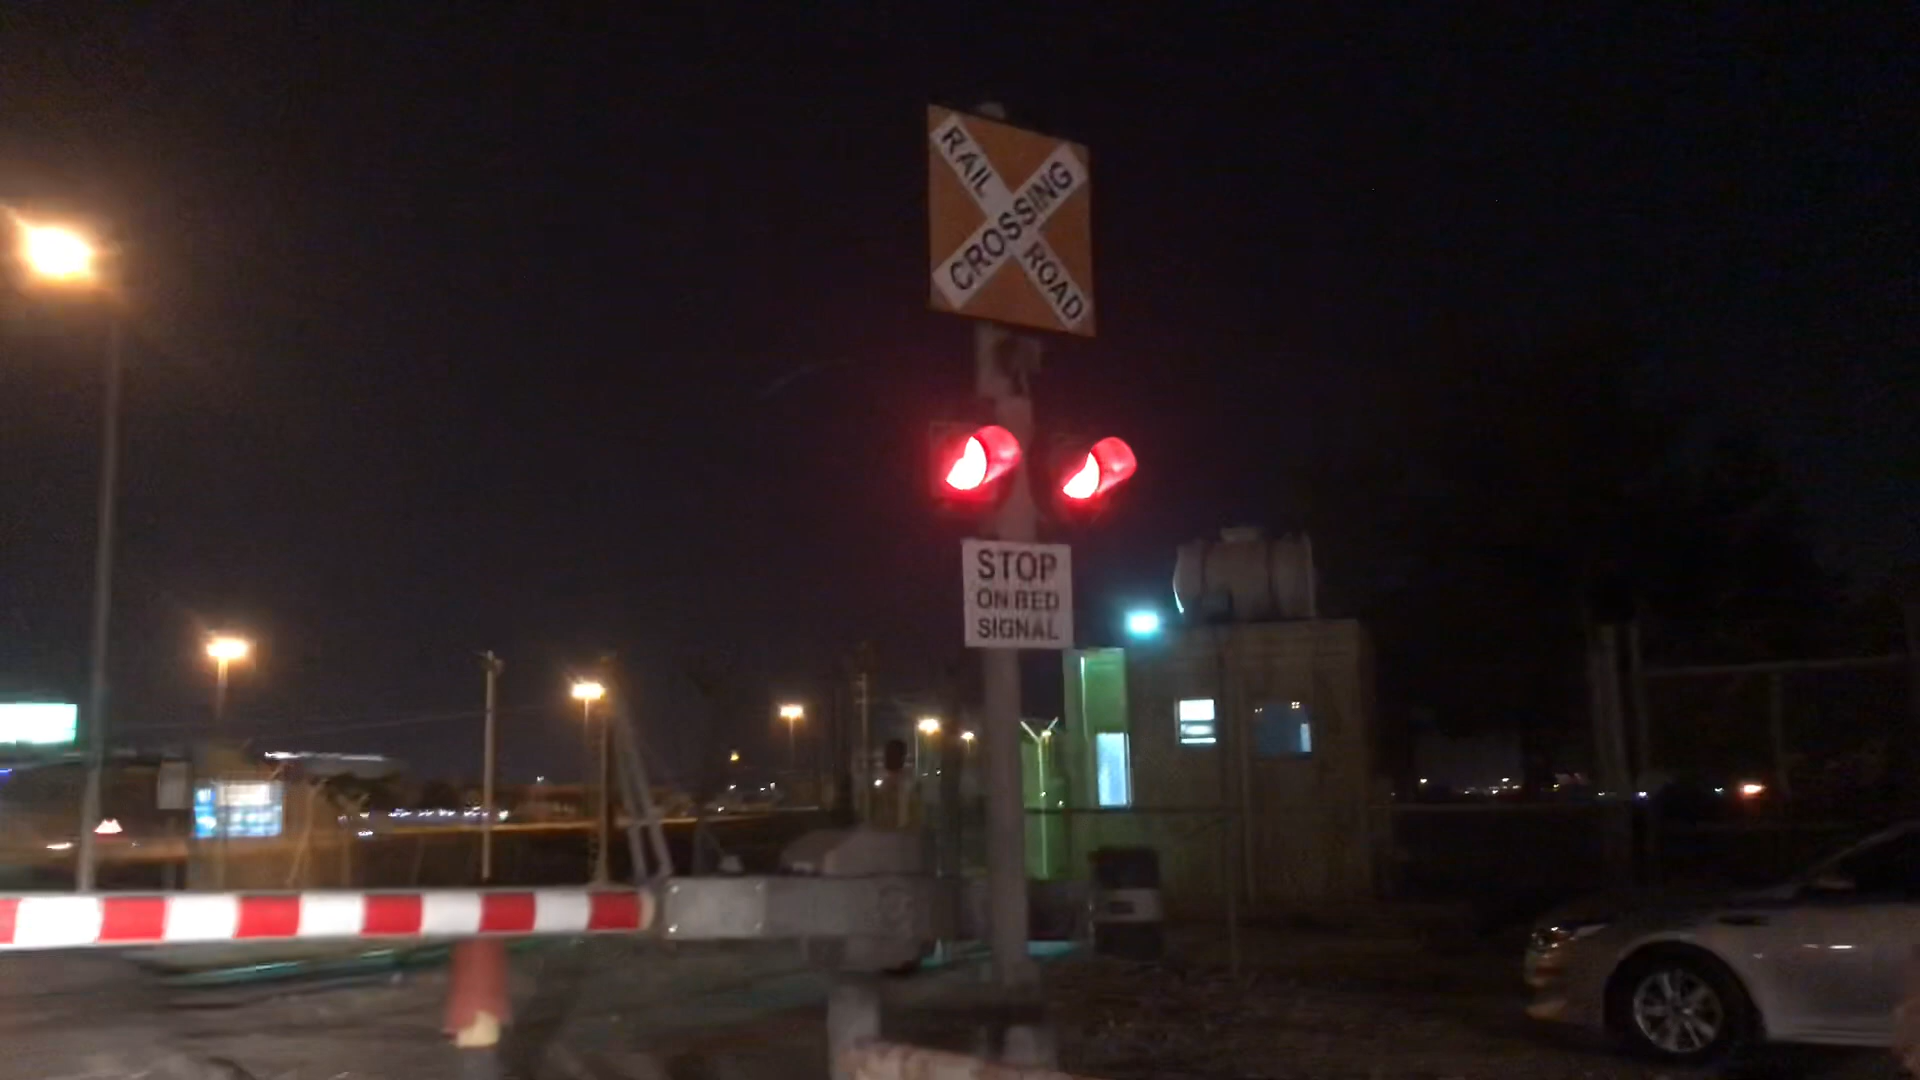 RAIL ROAD
CROSSING
STOP
ON RED
SIGNAL